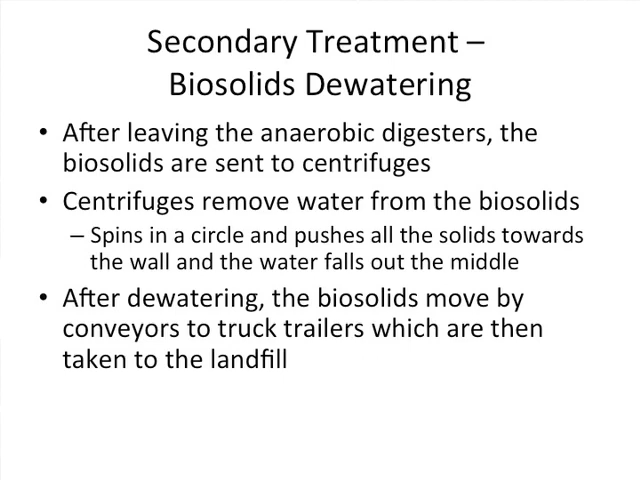 Secondary Treatment –
Biosolids Dewatering
• After leaving the anaerobic digesters, the
biosolids are sent to centrifuges
• Centrifuges remove water from the biosolids
– Spins in a circle and pushes all the solids towards
the wall and the water falls out the middle
• After dewatering, the biosolids move by
conveyors to truck trailers which are then
taken to the landfill